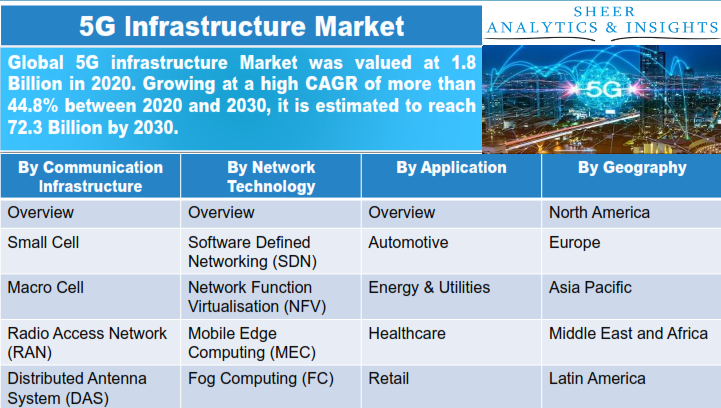 5G Infrastructure Market
SHEER
ANALYTICS & INSIGHTS
Global 5G infrastructure Market was valued at 1.8
Billion in 2020. Growing at a high CAGR of more than
44.8% between 2020 and 2030, it is estimated to reach
72.3 Billion by 2030.
5G
By Communication
Infrastructure
By Network
Technology
By Application
By Geography
Overview
Overview
Overview
North America
Small Cell
Software Defined
Networking (SDN)
Automotive
Europe
Macro Cell
Network Function
Virtualisation (NFV)
Energy & Utilities
Asia Pacific
Radio Access Network
(RAN)
Mobile Edge
Computing (MEC)
Healthcare
Middle East and Africa
Distributed Antenna
System (DAS)
Fog Computing (FC)
Retail
Latin America